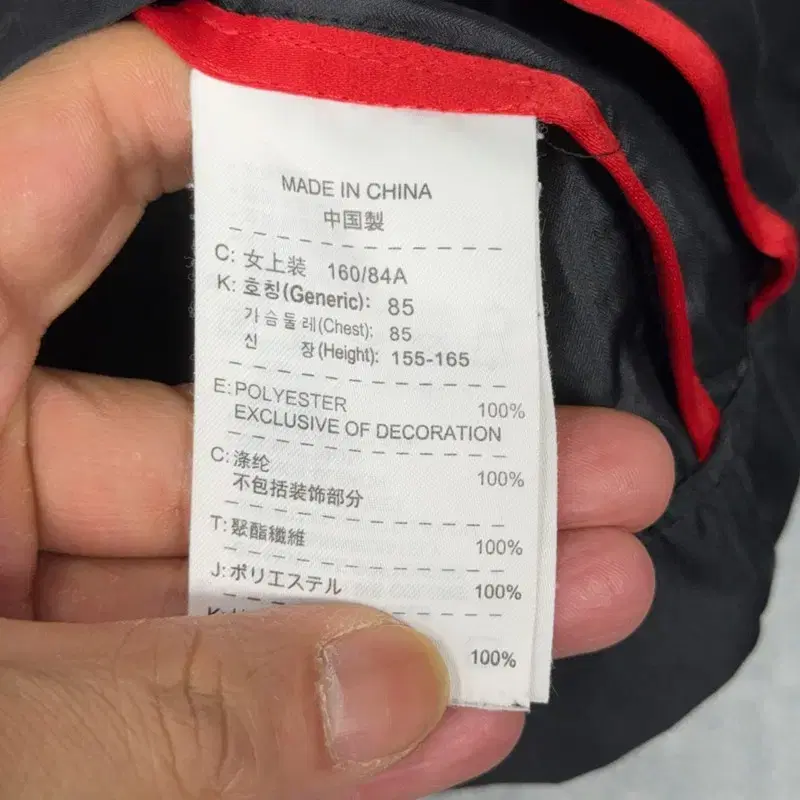 MADE IN CHINA
中国製
C: 女上装 160/84A
K: 호칭(Generic): 85
가슴둘레(Chest): 85
신 장(Height): 155-165
E: POLYESTER 100%
EXCLUSIVE OF DECORATION
C: 涤纶 100%
不包括装饰部分
T: 聚酯纖維 100%
J: ポリエステル 100%
100%